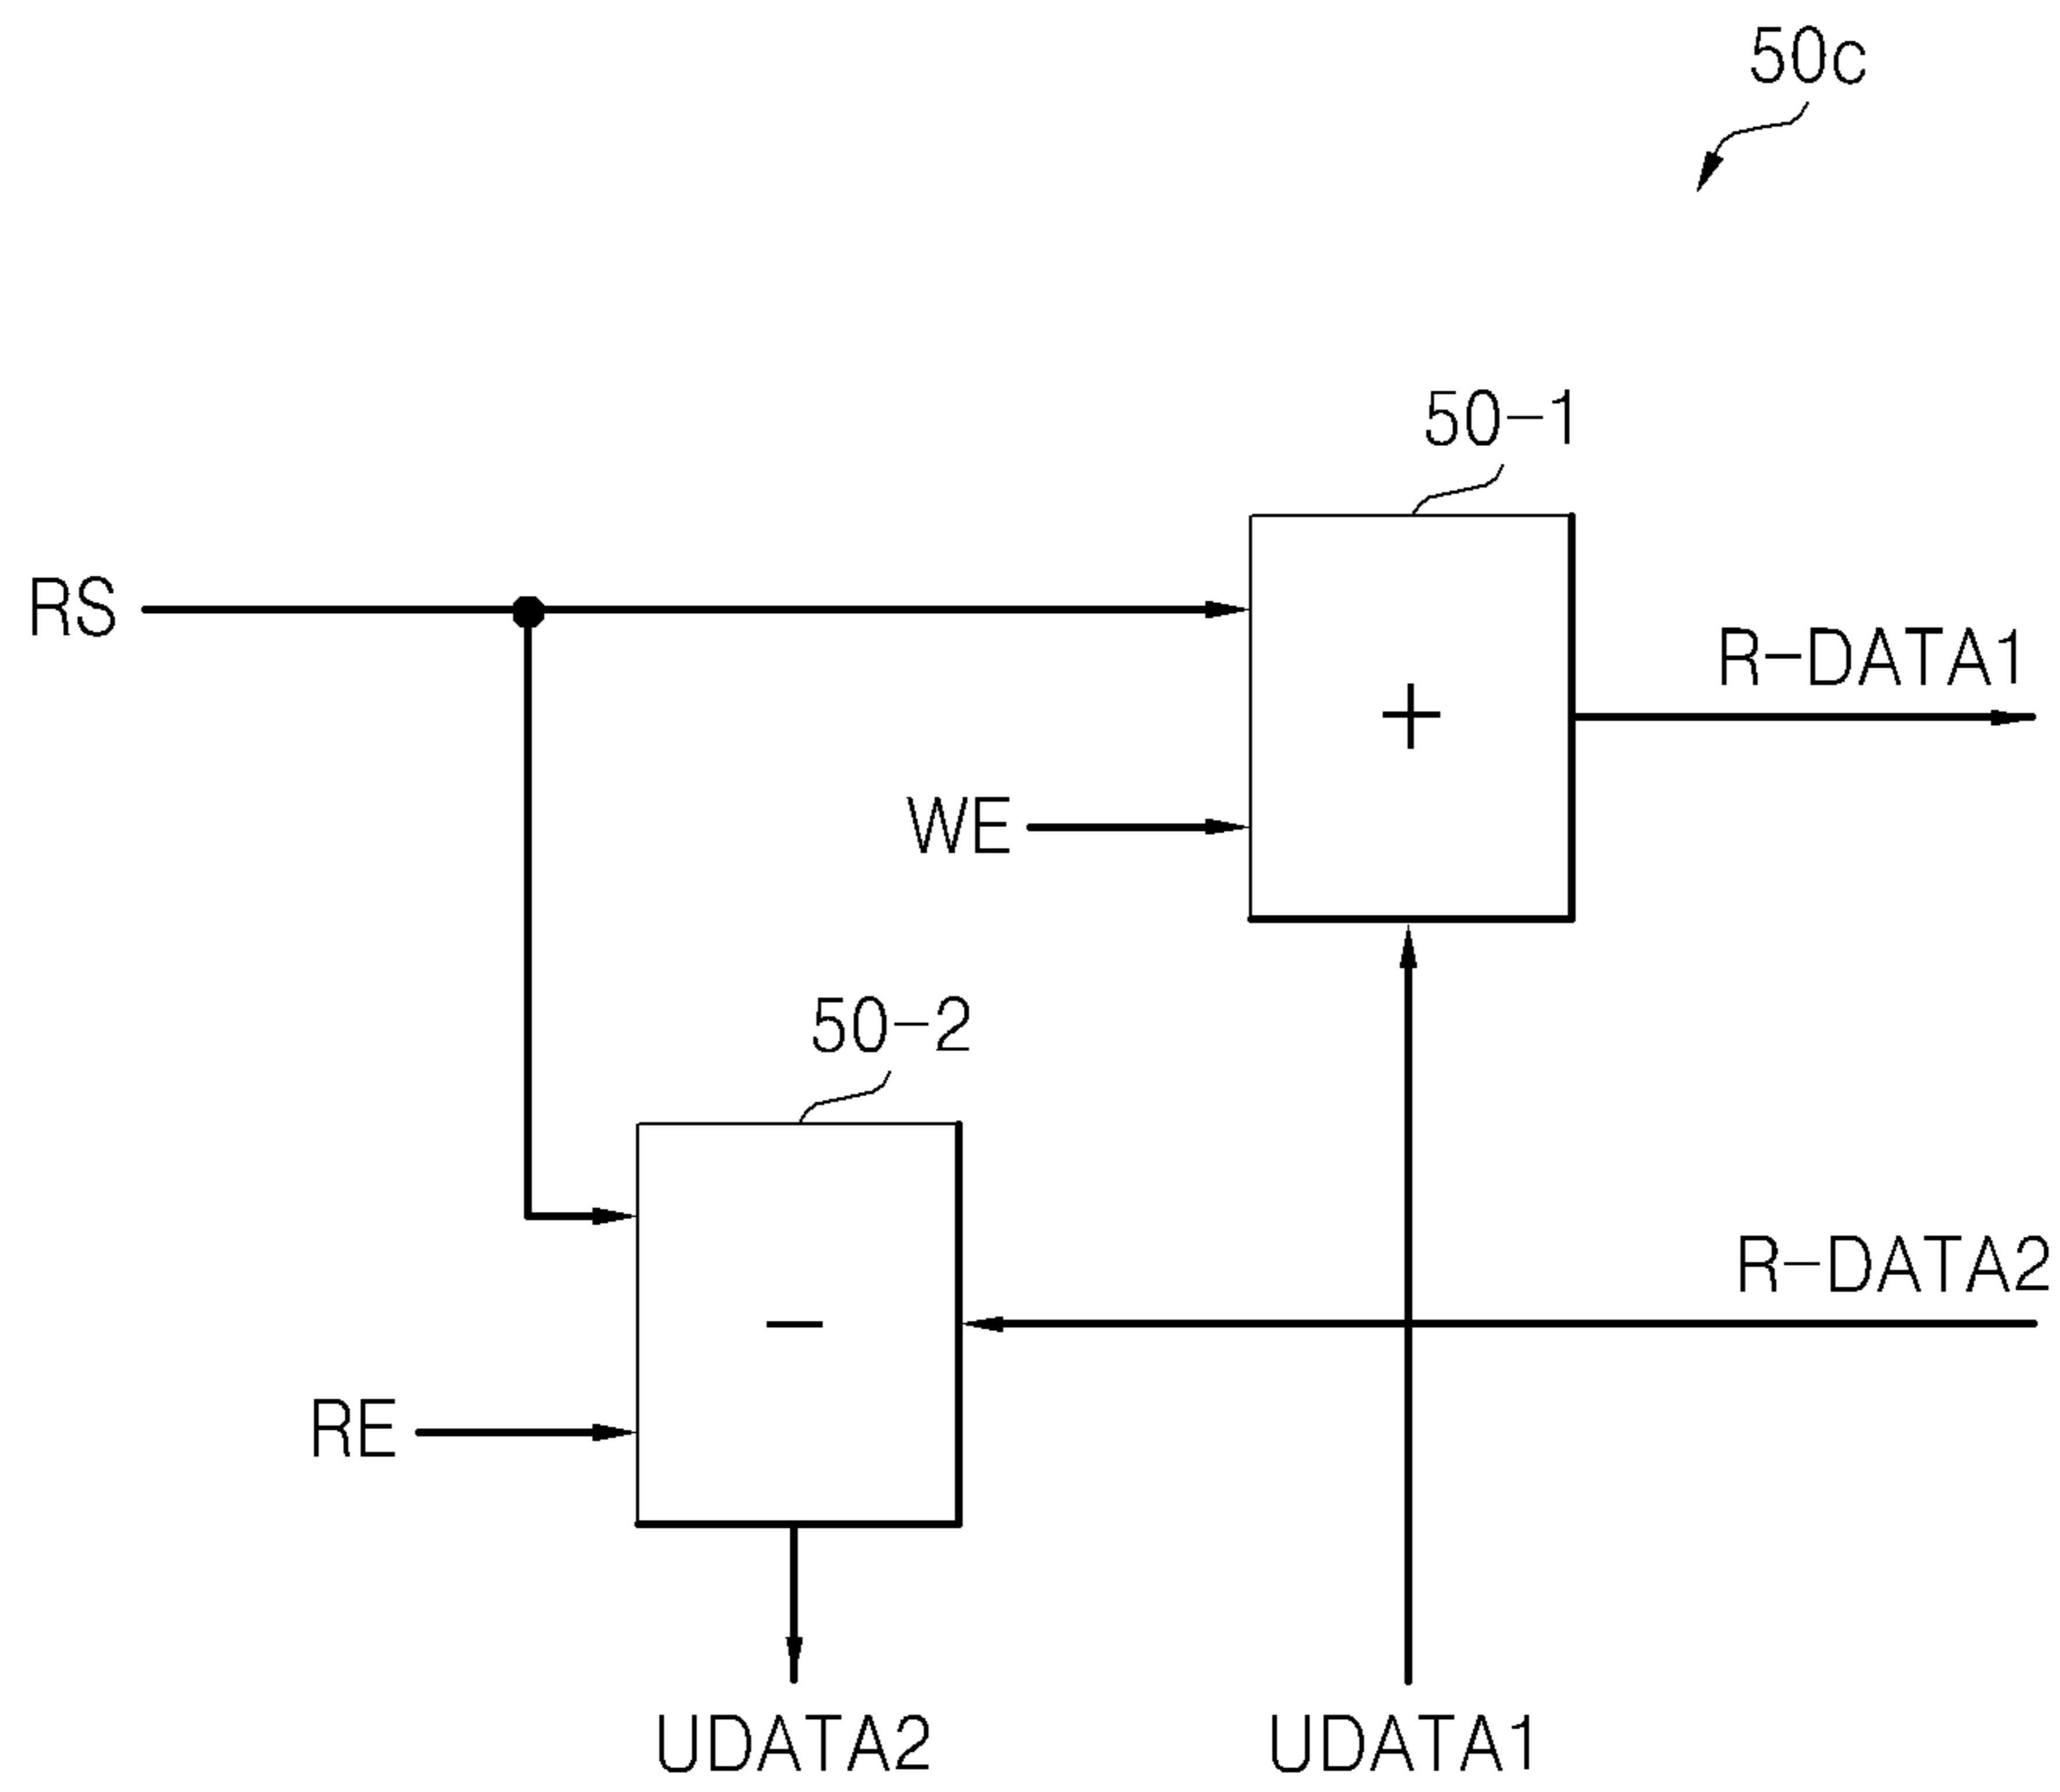 50c
50-1
RS
R-DATA1
+
WE
50-2
R-DATA2
-
RE
UDATA2
UDATA1